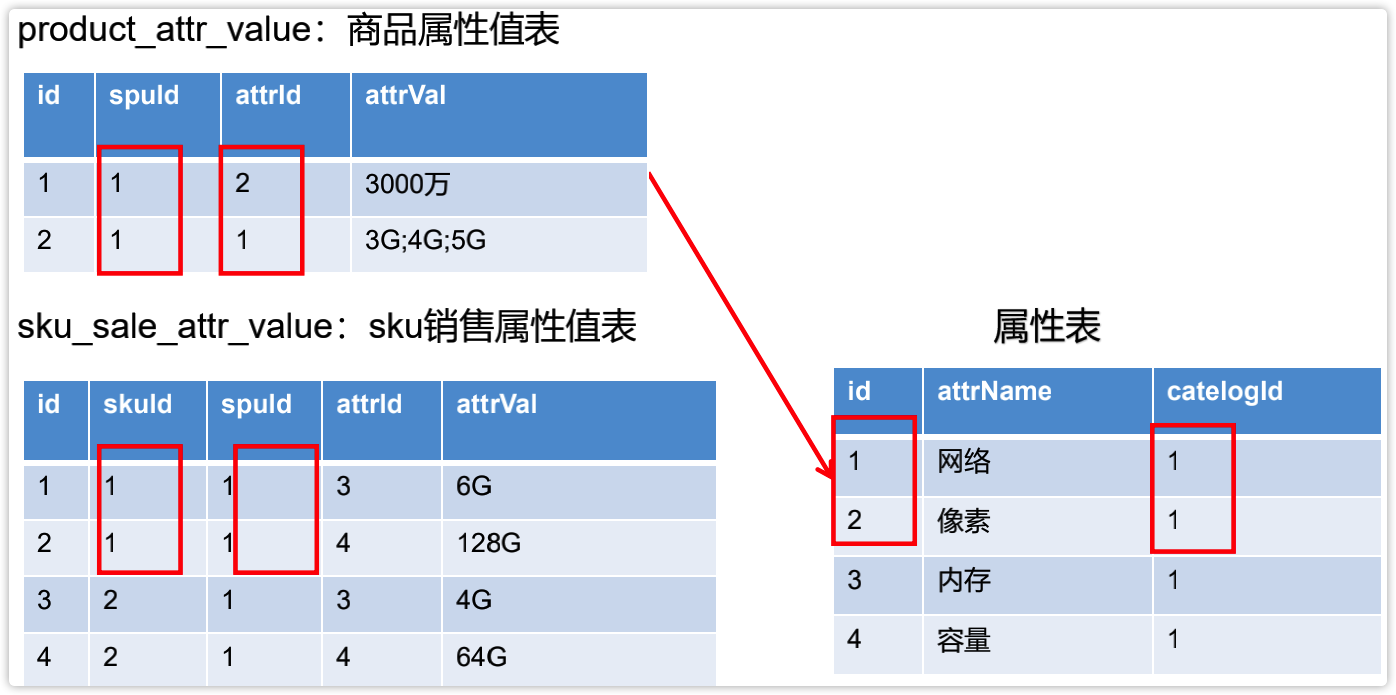 product_attr_value：商品属性值表
id spuId attrId attrVal
1 1 2 3000万
2 1 1 3G;4G;5G
sku_sale_attr_value：sku销售属性值表
id skuId spuId attrId attrVal
1 1 1 3 6G
2 1 1 4 128G
3 2 1 3 4G
4 2 1 4 64G
属性表
id attrName catelogId
1 网络 1
2 像素 1
3 内存 1
4 容量 1